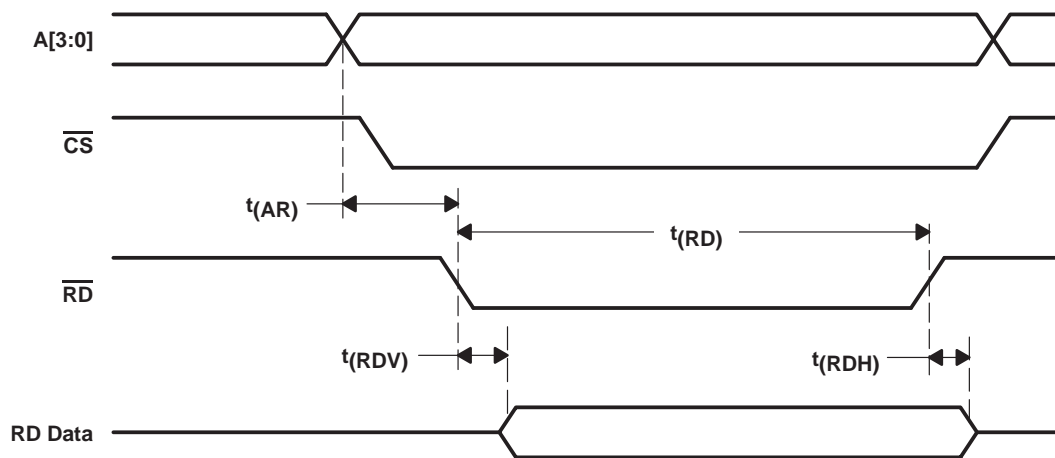 A[3:0]
CS
t(AR)
t(RD)
RD
t(RDV)
t(RDH)
RD Data